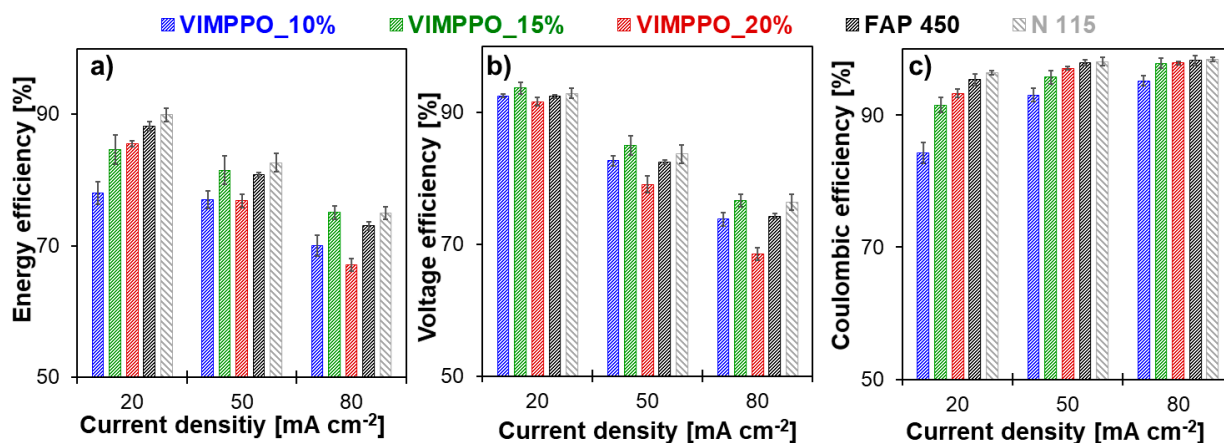 VIMPPO_10% VIMPPO_15% VIMPPO_20% FAP 450 N 115
a)
Energy efficiency [%]
90
70
50
20 50 80
Current densitiy [mA cm⁻²]
b)
Voltage efficiency [%]
90
70
50
20 50 80
Current density [mA cm⁻²]
c)
Coulombic efficiency [%]
90
70
50
20 50 80
Current density [mA cm⁻²]